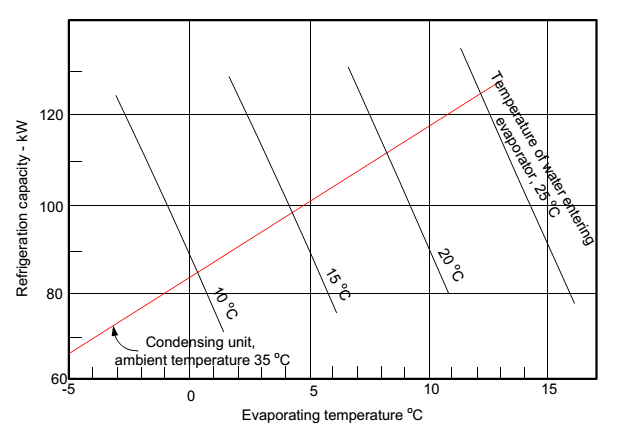 Refrigeration capacity - kW
120
100
80
60
-5
0
5
10
15
Evaporating temperature °C
10 °C
15 °C
20 °C
Temperature of water entering
evaporator, 25 °C
Condensing unit,
ambient temperature 35 °C